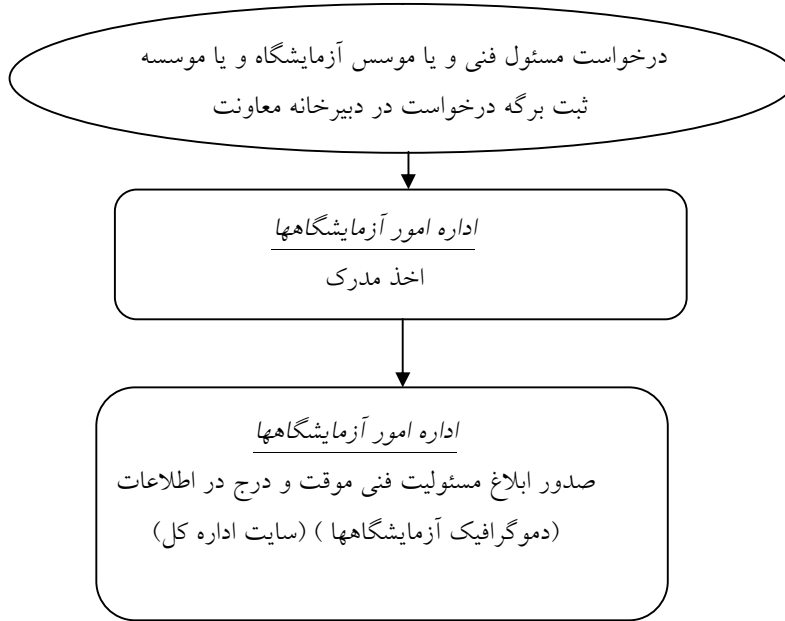 درخواست مسئول فنی و یا موسس آزمایشگاه و یا موسسه
ثبت برگه درخواست در دبیرخانه معاونت
اداره امور آزمایشگاهها
اخذ مدرک
اداره امور آزمایشگاهها
صدور ابلاغ مسئولیت فنی موقت و درج در اطلاعات
(دموگرافیک آزمایشگاهها ) (سایت اداره کل)